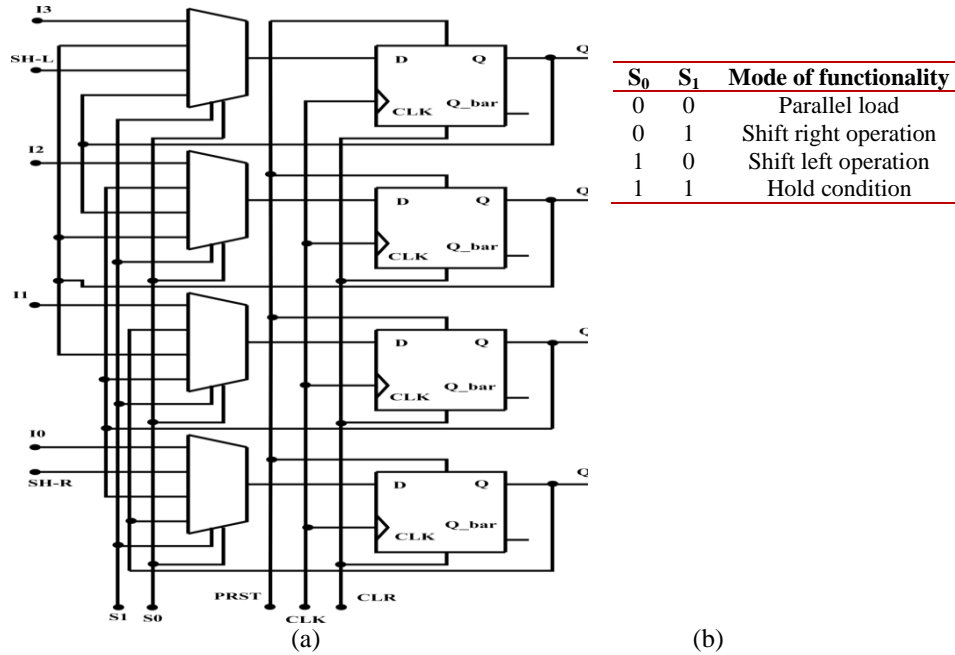 I3
Q
SH-L
D Q
Q_bar
CLK
I2
Q
D Q
Q_bar
CLK
I1
Q
D Q
Q_bar
CLK
I0
Q
SH-R
D Q
Q_bar
CLK
S1 S0 PRST CLK CLR
(a)
S0 S1 Mode of functionality
0 0 Parallel load
0 1 Shift right operation
1 0 Shift left operation
1 1 Hold condition
(b)